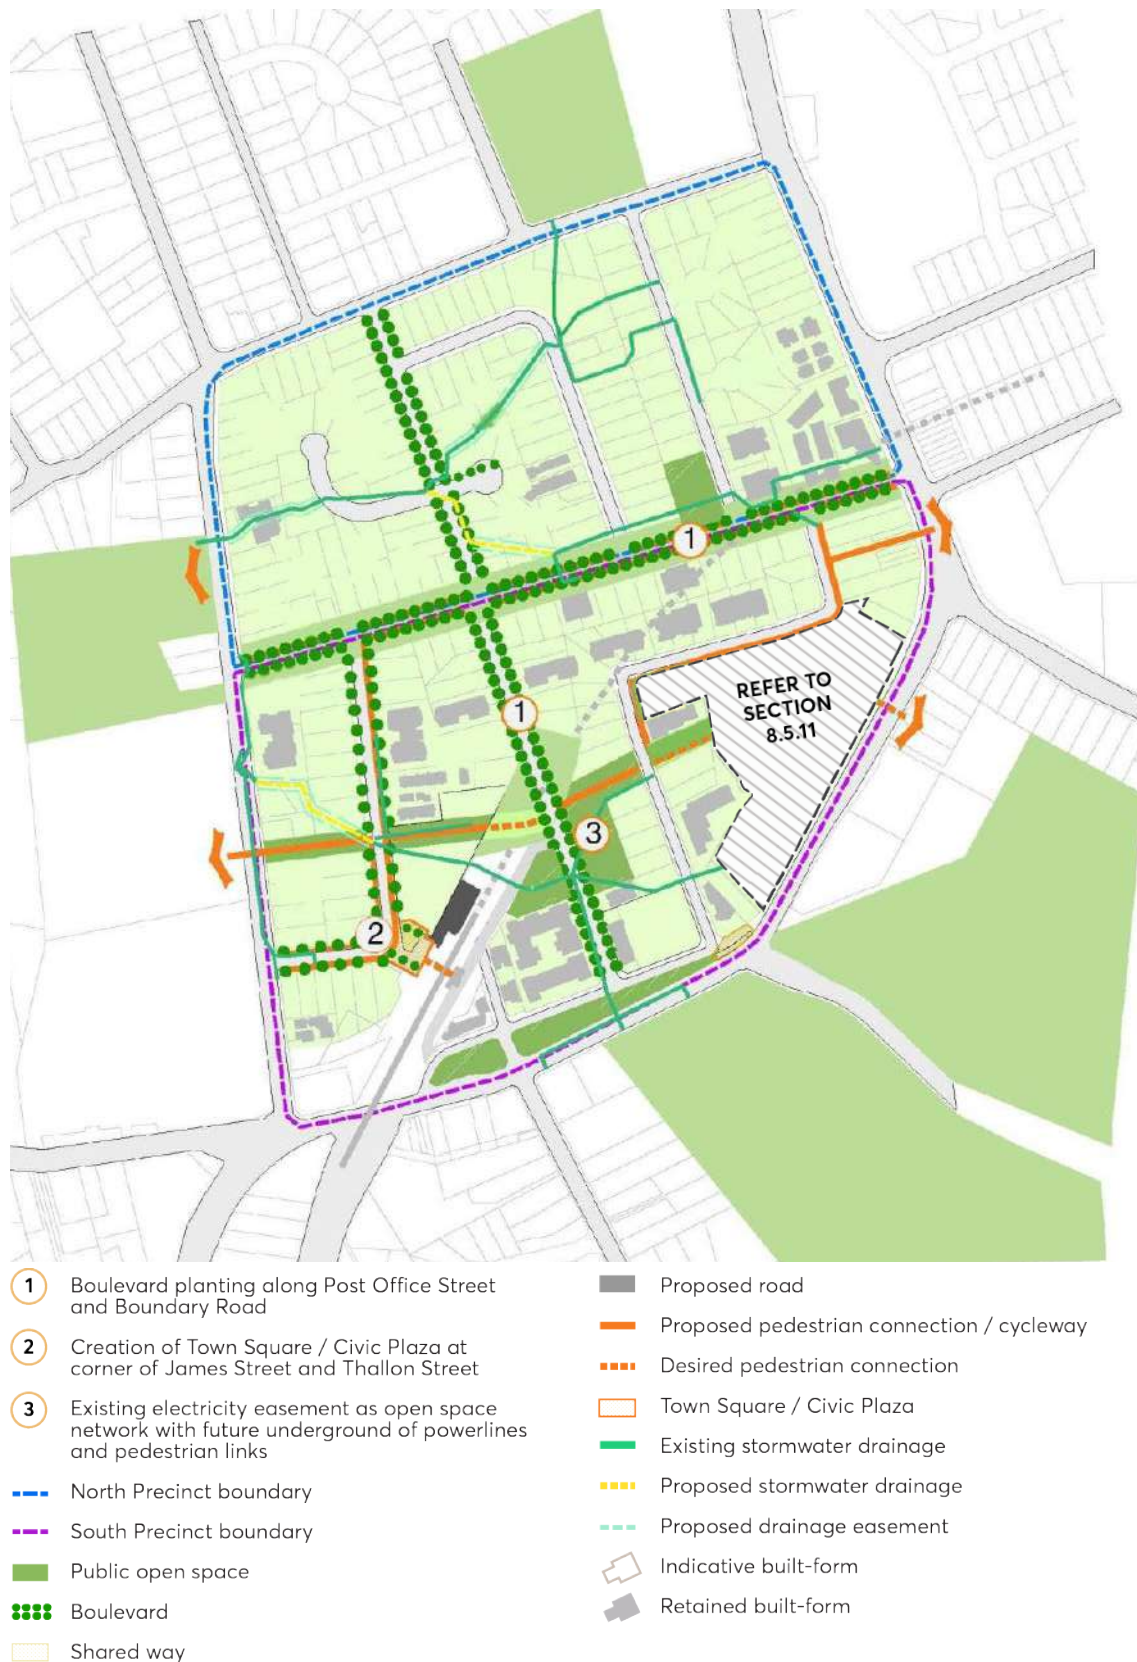 1
1
REFER TO
SECTION
8.5.11
3
2
1
Boulevard planting along Post Office Street
and Boundary Road
2
Creation of Town Square / Civic Plaza at
corner of James Street and Thallon Street
3
Existing electricity easement as open space
network with future underground of powerlines
and pedestrian links
North Precinct boundary
South Precinct boundary
Public open space
Boulevard
Shared way
Proposed road
Proposed pedestrian connection / cycleway
Desired pedestrian connection
Town Square / Civic Plaza
Existing stormwater drainage
Proposed stormwater drainage
Proposed drainage easement
Indicative built-form
Retained built-form